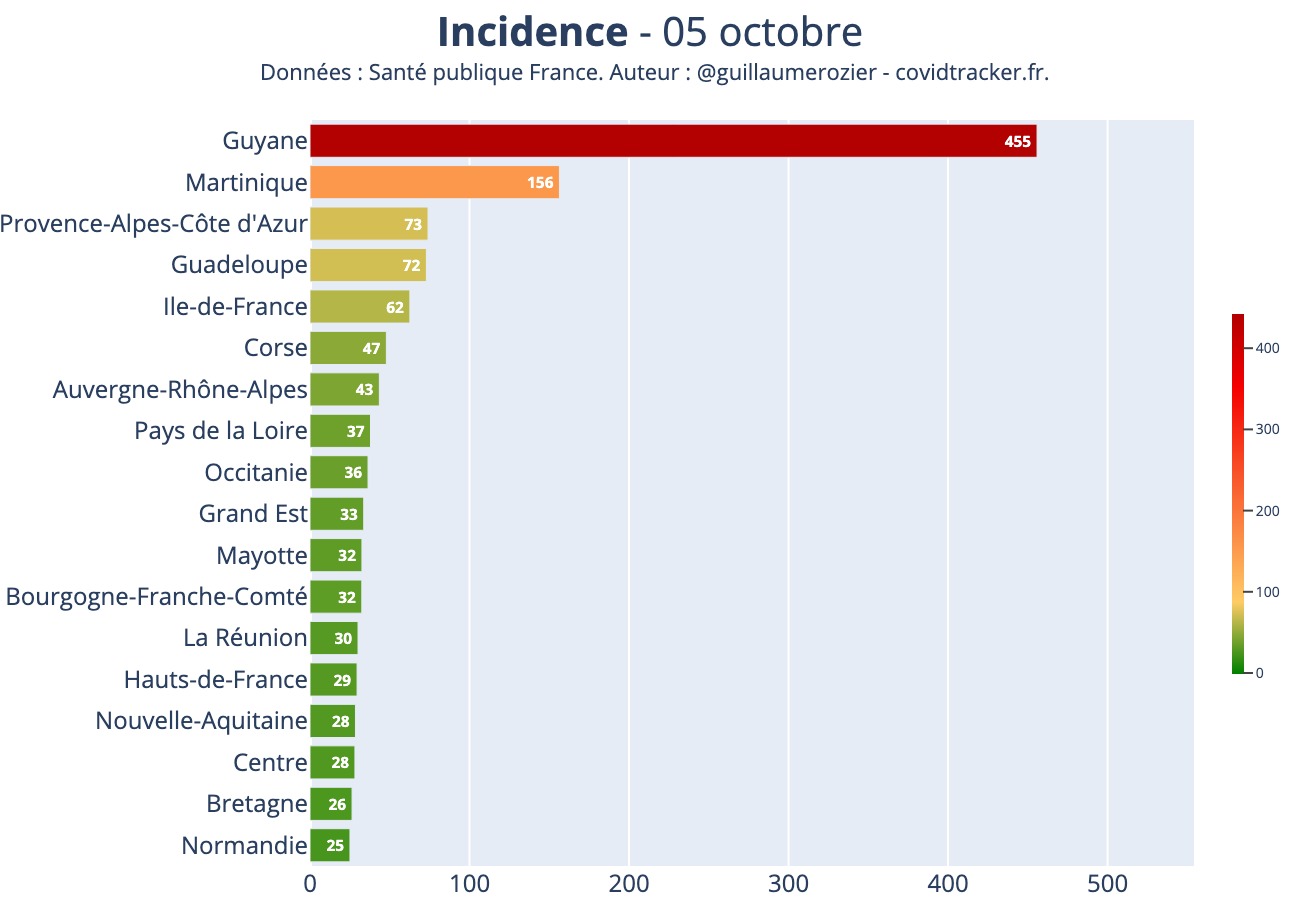 Incidence - 05 octobre
Données : Santé publique France. Auteur : @guillaumerozier - covidtracker.fr.
Guyane 455
Martinique 156
Provence-Alpes-Côte d'Azur 73
Guadeloupe 72
Ile-de-France 62
Corse 47
Auvergne-Rhône-Alpes 43
Pays de la Loire 37
Occitanie 36
Grand Est 33
Mayotte 32
Bourgogne-Franche-Comté 32
La Réunion 30
Hauts-de-France 29
Nouvelle-Aquitaine 28
Centre 28
Bretagne 26
Normandie 25
0 100 200 300 400 500
400
300
200
100
0